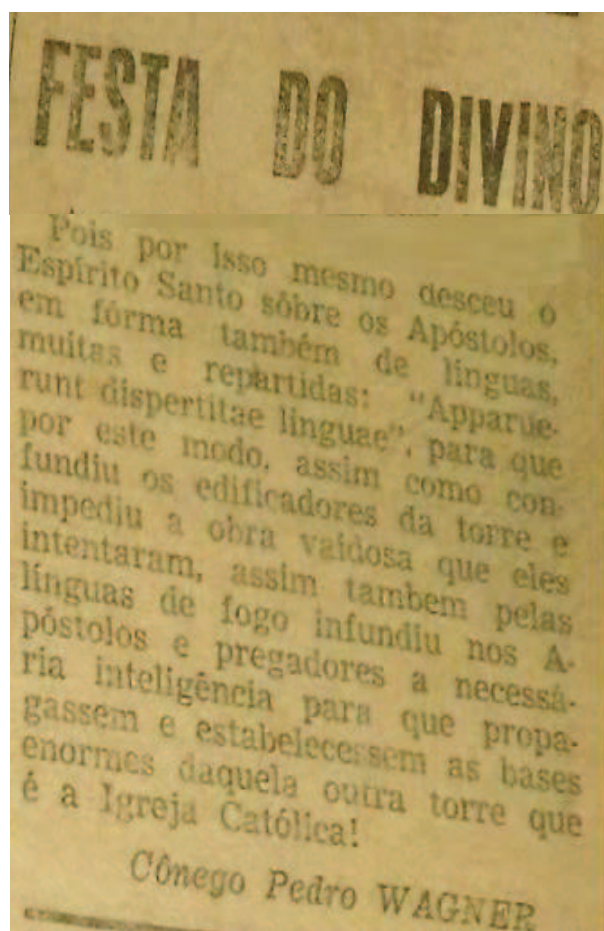 FESTA DO DIVINO
Pois por isso mesmo desceu o
Espírito Santo sôbre os Apóstolos,
em fórma também de línguas,
muitas e repartidas: “Apparue-
runt dispertitae linguae”, para que
por este modo, assim como con-
fundiu os edificadores da torre e
impediu a obra vaidosa que eles
intentaram, assim tambem pelas
línguas de fogo infundiu nos A-
póstolos e pregadores a necessá-
ria inteligência para que propa-
gassem e estabelecessem as bases
enormes daquela outra torre que
é a Igreja Católica!
Cônego Pedro WAGNER